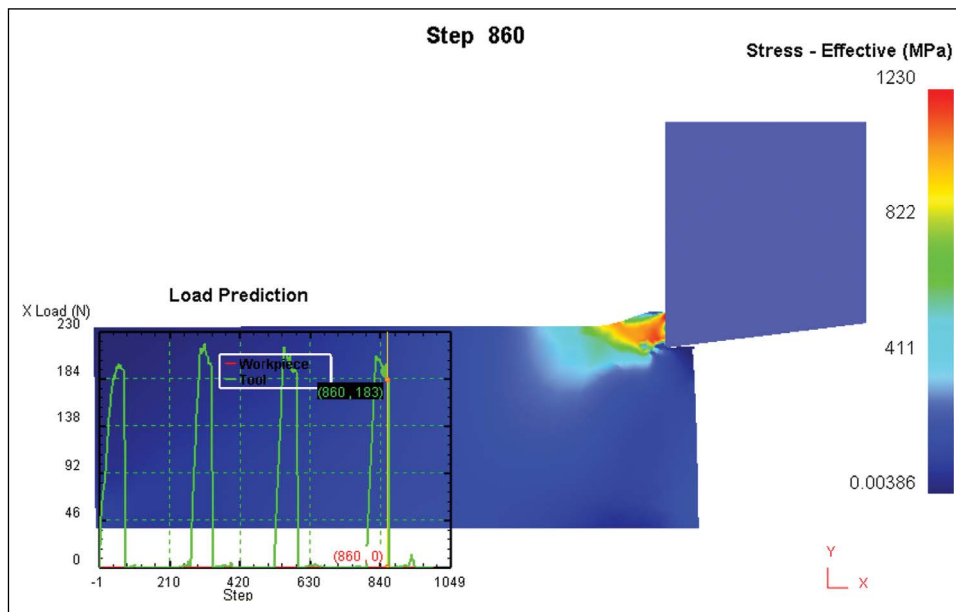 Step 860
Stress - Effective (MPa)
1230
822
411
0.00386
Load Prediction
X Load (N)
230
184
138
92
46
0
Workpiece
Tool
(860 , 183)
(860 , 0)
-1 210 420 630 840 1049
Step
Y
X